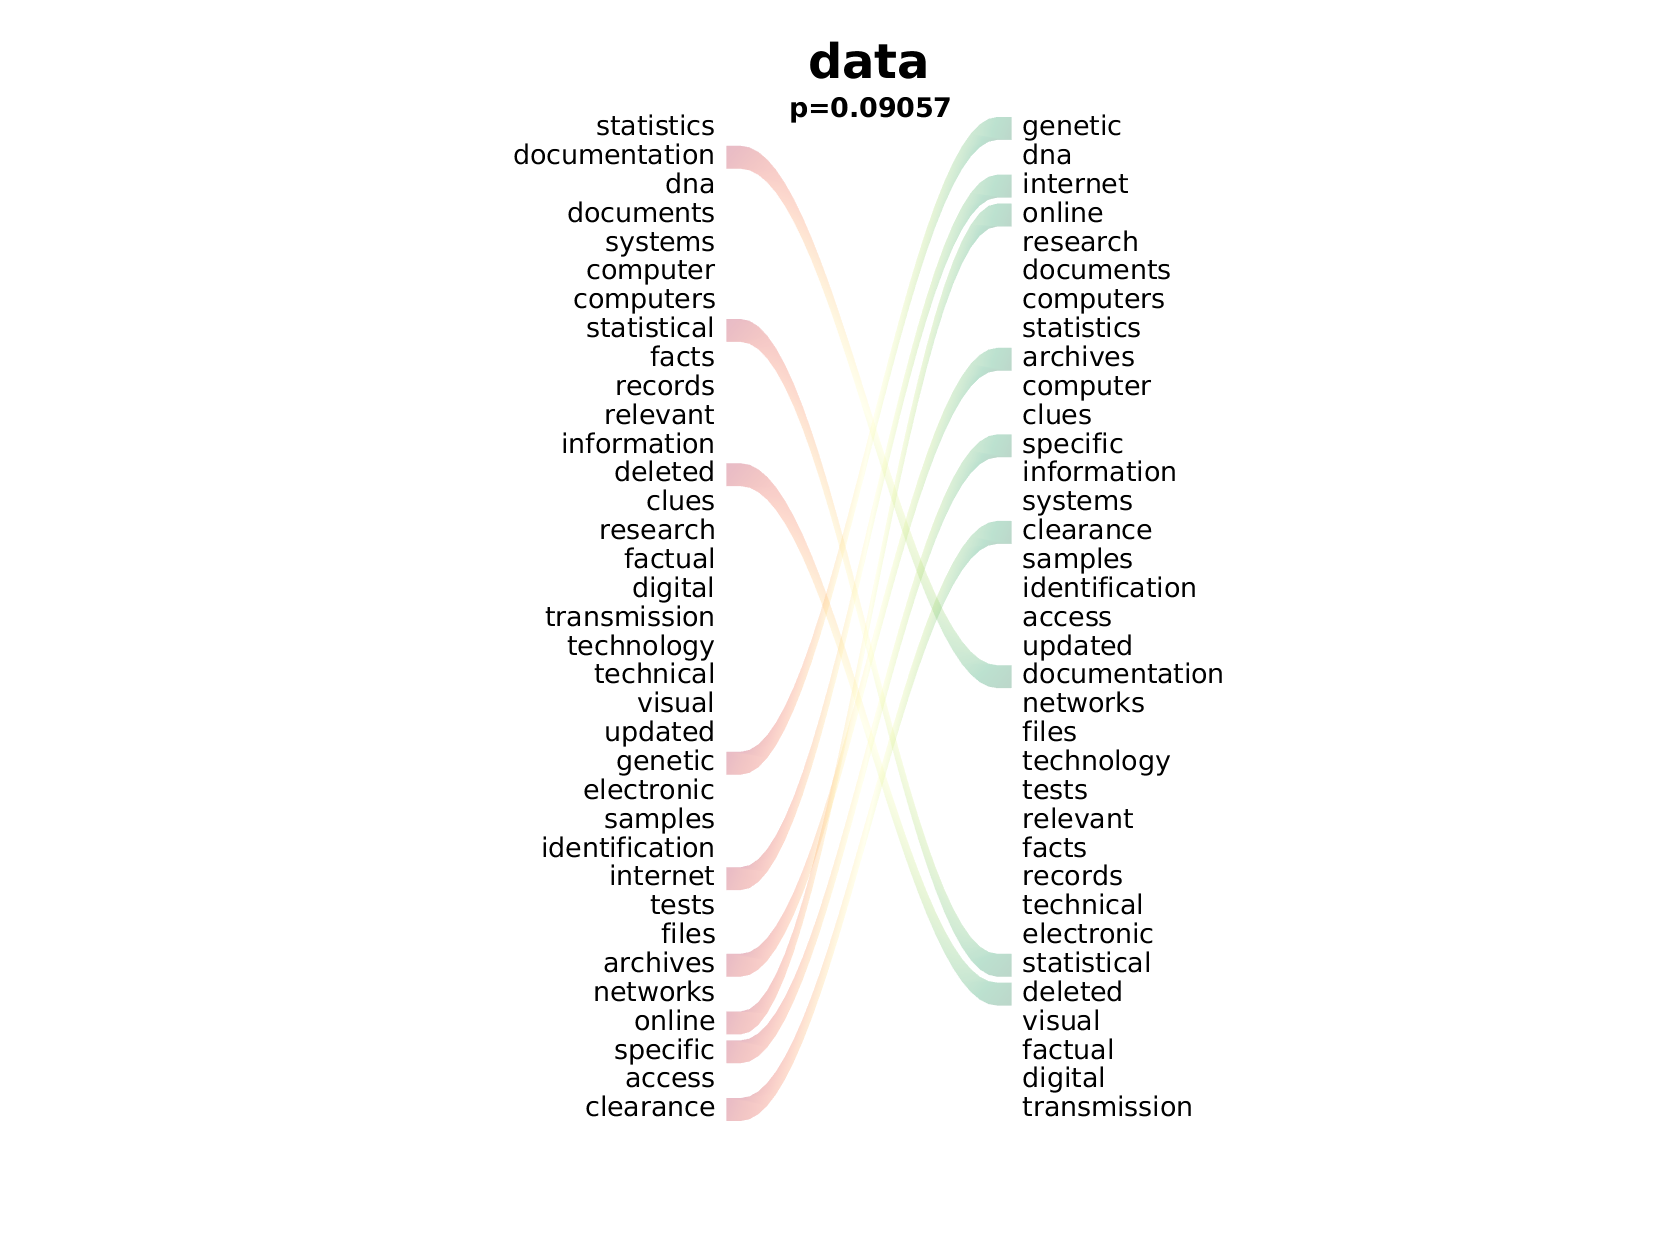 data
p=0.09057
statistics genetic
documentation dna
dna internet
documents online
systems research
computer documents
computers computers
statistical statistics
facts archives
records computer
relevant clues
information specific
deleted information
clues systems
research clearance
factual samples
digital identification
transmission access
technology updated
technical documentation
visual networks
updated files
genetic technology
electronic tests
samples relevant
identification facts
internet records
tests technical
files electronic
archives statistical
networks deleted
online visual
specific factual
access digital
clearance transmission